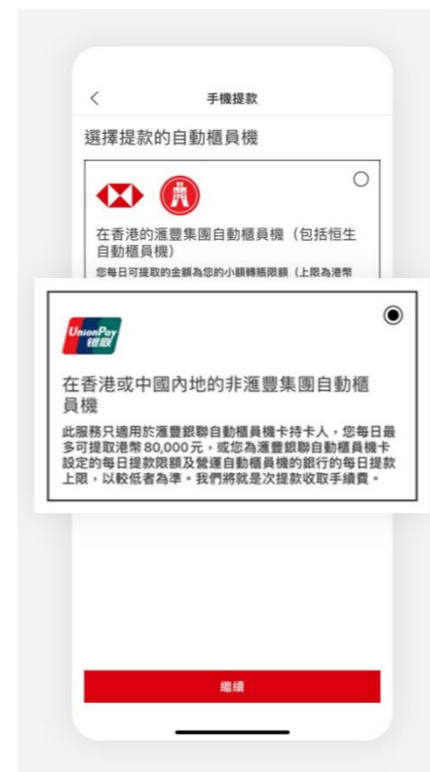 手機提款
選擇提款的自動櫃員機
在香港的滙豐集團自動櫃員機（包括恒生
自動櫃員機）
您每日可提取的金額為您的小額轉賬限額（上限為港幣
UnionPay
银联
在香港或中國內地的非滙豐集團自動櫃
員機
此服務只適用於滙豐銀聯自動櫃員機卡持卡人，您每日最
多可提取港幣80,000元，或您為滙豐銀聯自動櫃員機卡
設定的每日提款限額及營運自動櫃員機的銀行的每日提款
上限，以較低者為準。我們將就是次提款收取手續費。
繼續